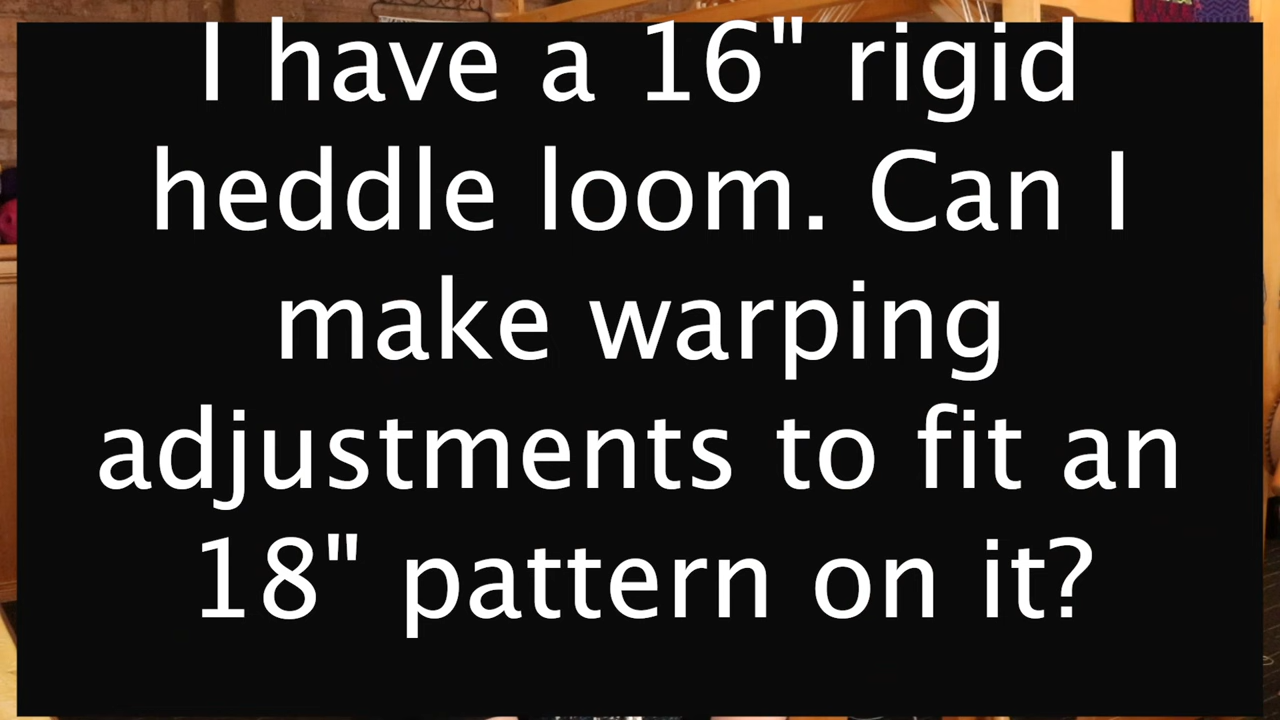 I have a 16" rigid
heddle loom. Can I
make warping
adjustments to fit an
18" pattern on it?